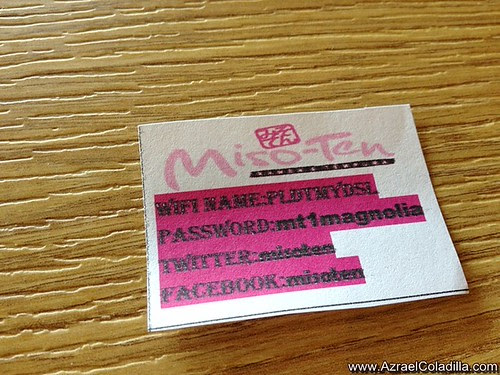 Miso-Ten
RAMEN & TEMPURA
WIFI NAME:PLDTMYDSL
PASSWORD:mt1magnolia
TWITTER:misoten
FACEBOOK:misoten
www.AzraelColadilla.com